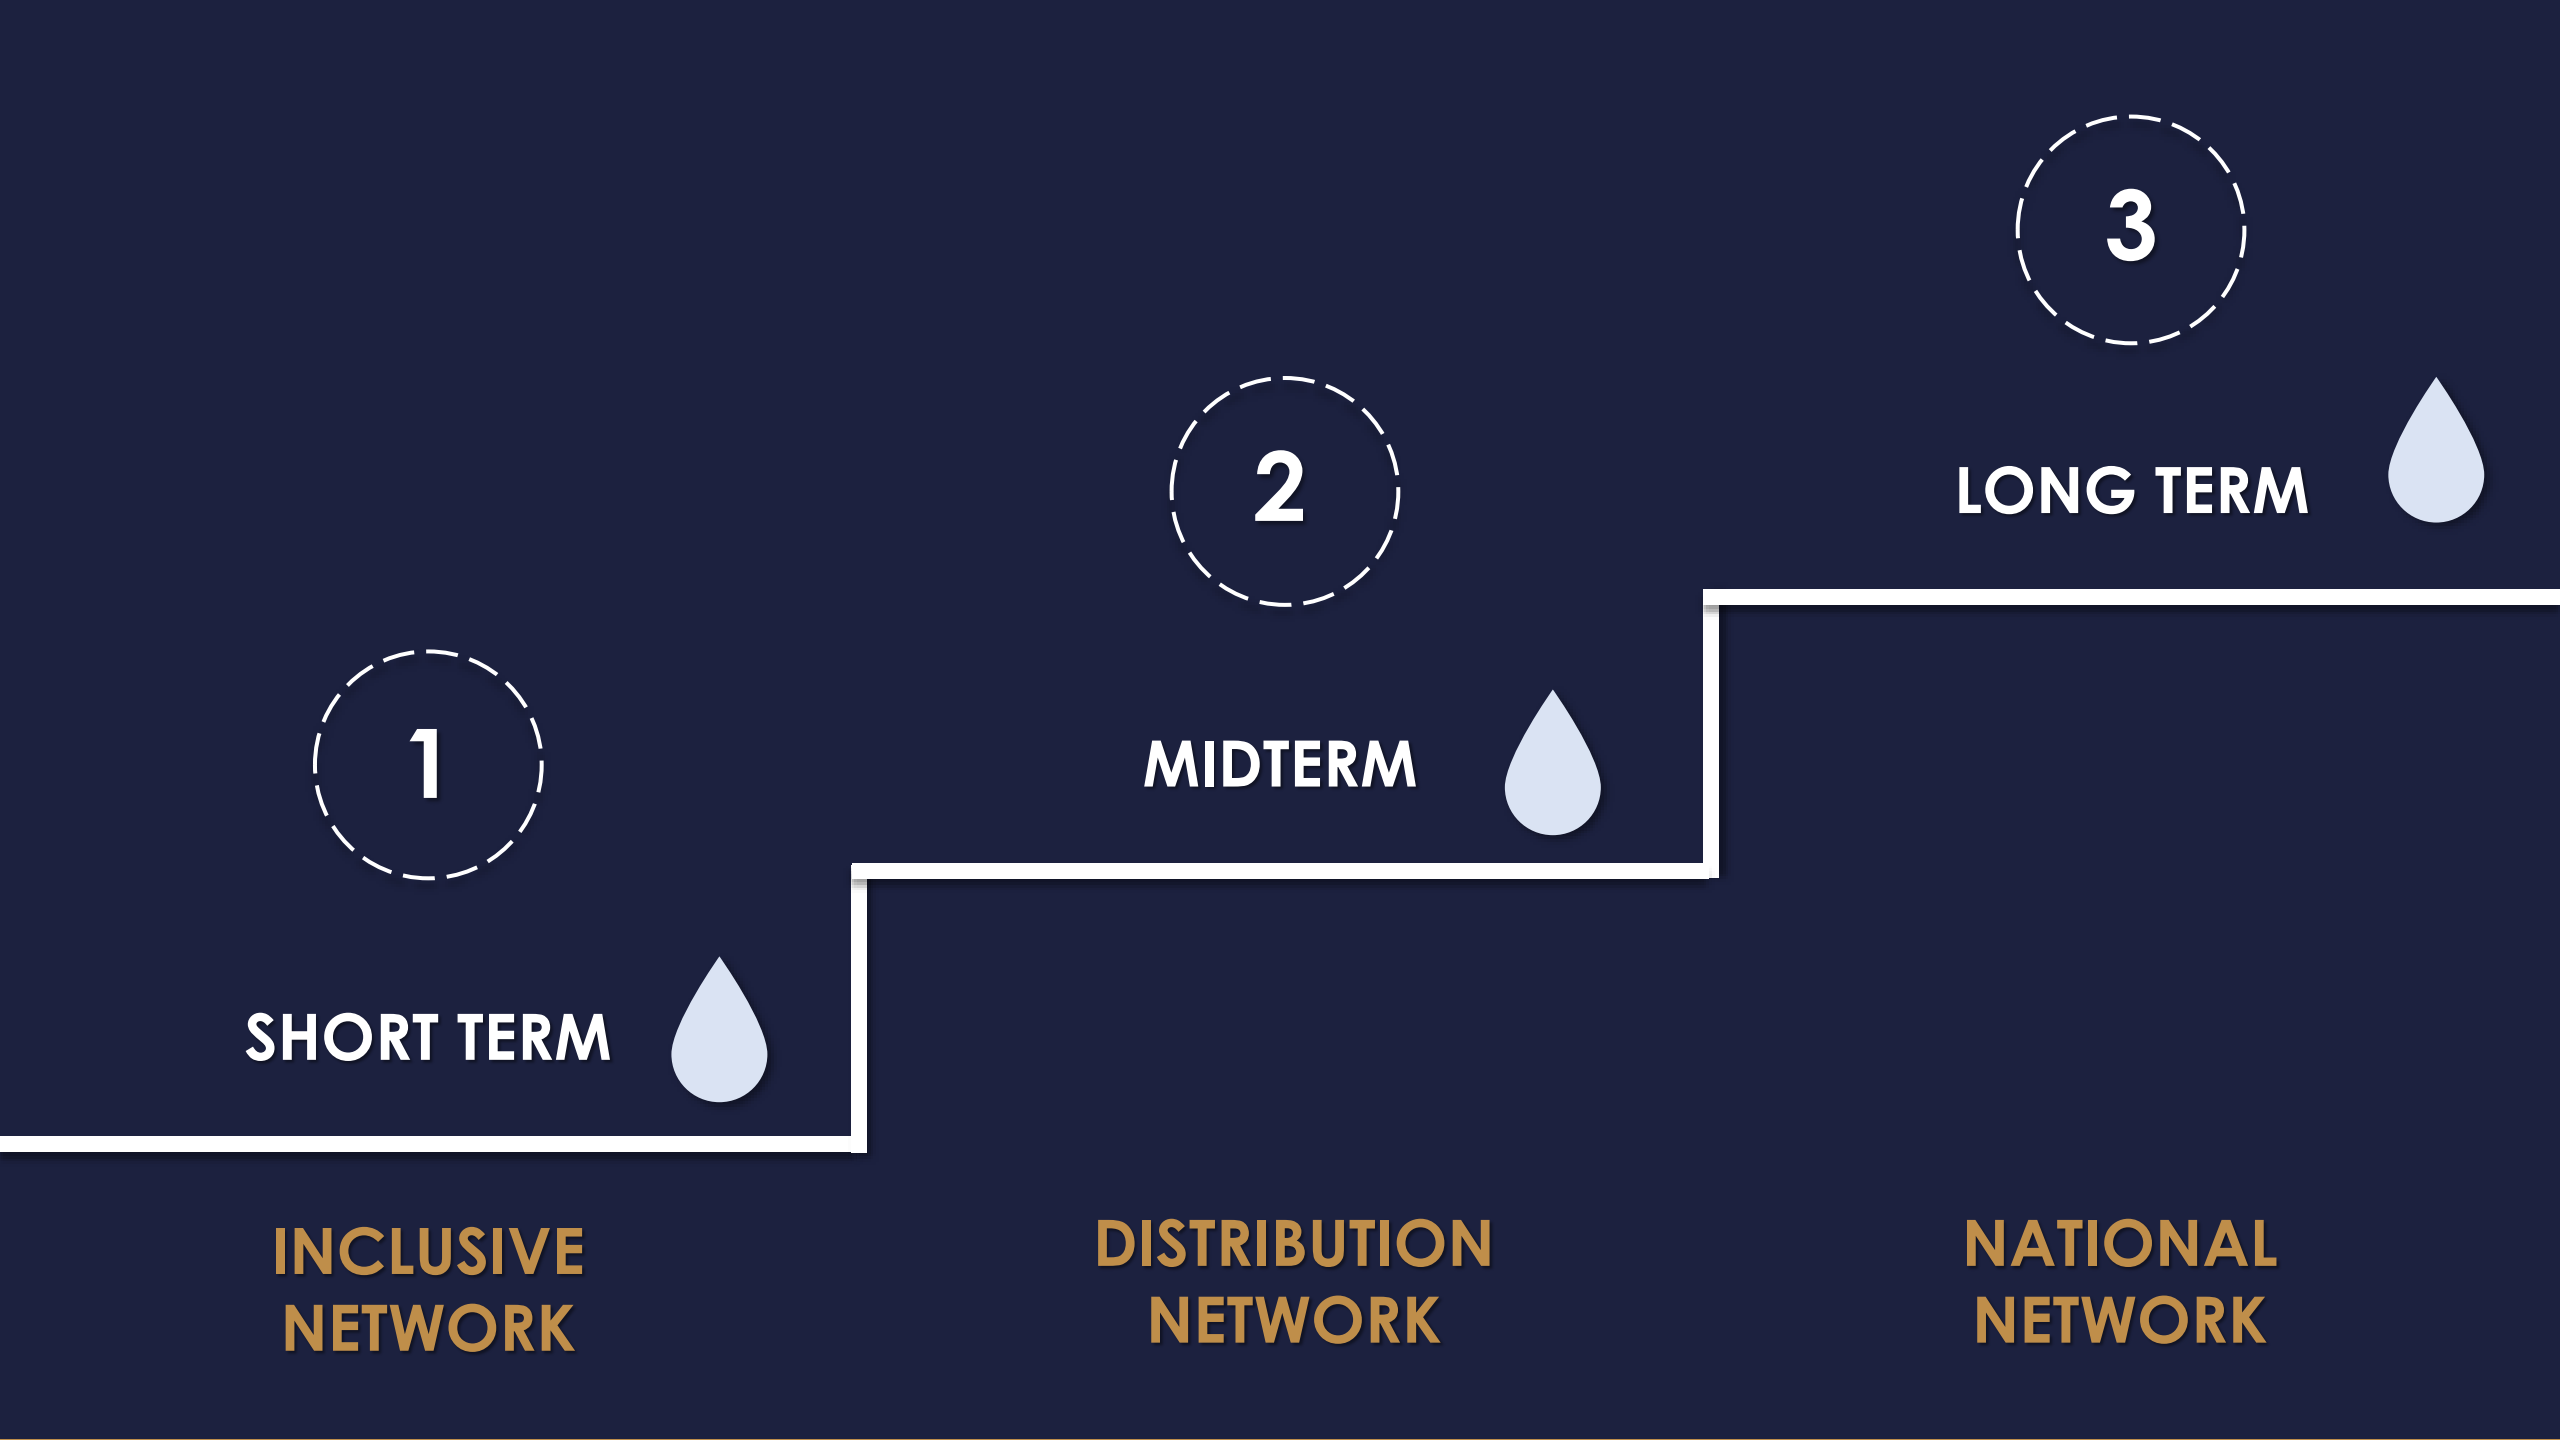 1
SHORT TERM
INCLUSIVE
NETWORK
2
MIDTERM
DISTRIBUTION
NETWORK
3
LONG TERM
NATIONAL
NETWORK